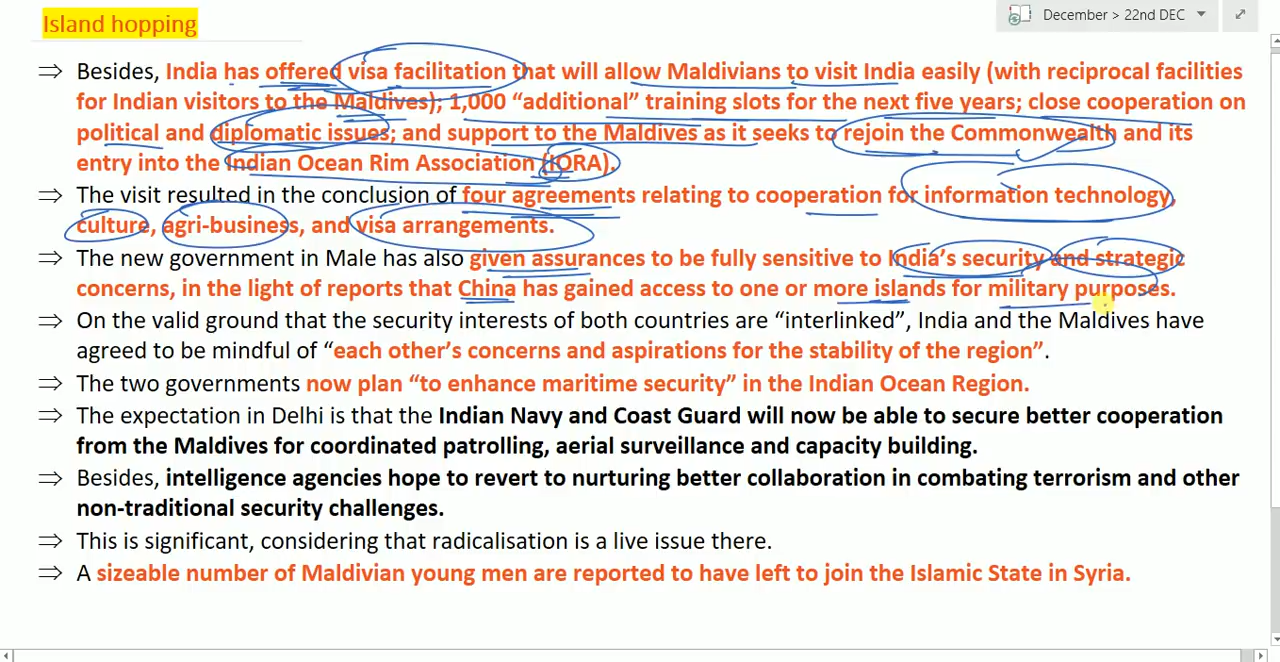 Island hopping
December > 22nd DEC
⇒ Besides, India has offered visa facilitation that will allow Maldivians to visit India easily (with reciprocal facilities
for Indian visitors to the Maldives); 1,000 “additional” training slots for the next five years; close cooperation on
political and diplomatic issues; and support to the Maldives as it seeks to rejoin the Commonwealth and its
entry into the Indian Ocean Rim Association (IORA).
⇒ The visit resulted in the conclusion of four agreements relating to cooperation for information technology,
culture, agri-business, and visa arrangements.
⇒ The new government in Male has also given assurances to be fully sensitive to India’s security and strategic
concerns, in the light of reports that China has gained access to one or more islands for military purposes.
⇒ On the valid ground that the security interests of both countries are “interlinked”, India and the Maldives have
agreed to be mindful of “each other’s concerns and aspirations for the stability of the region”.
⇒ The two governments now plan “to enhance maritime security” in the Indian Ocean Region.
⇒ The expectation in Delhi is that the Indian Navy and Coast Guard will now be able to secure better cooperation
from the Maldives for coordinated patrolling, aerial surveillance and capacity building.
⇒ Besides, intelligence agencies hope to revert to nurturing better collaboration in combating terrorism and other
non-traditional security challenges.
⇒ This is significant, considering that radicalisation is a live issue there.
⇒ A sizeable number of Maldivian young men are reported to have left to join the Islamic State in Syria.